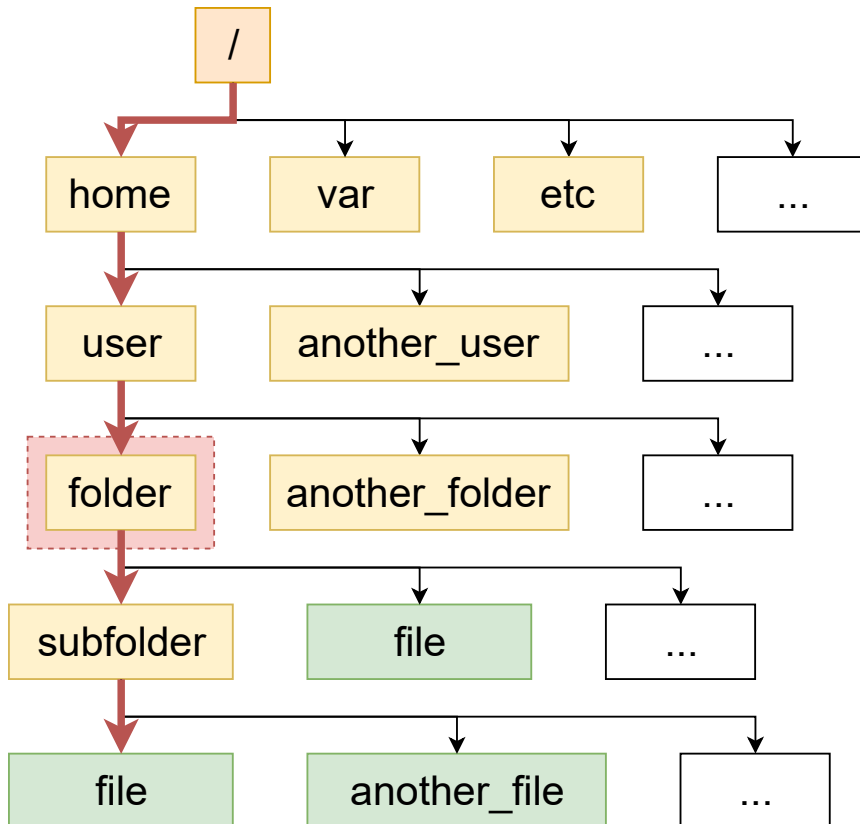 /
home
var
etc
...
user
another_user
...
folder
another_folder
...
subfolder
file
...
file
another_file
...